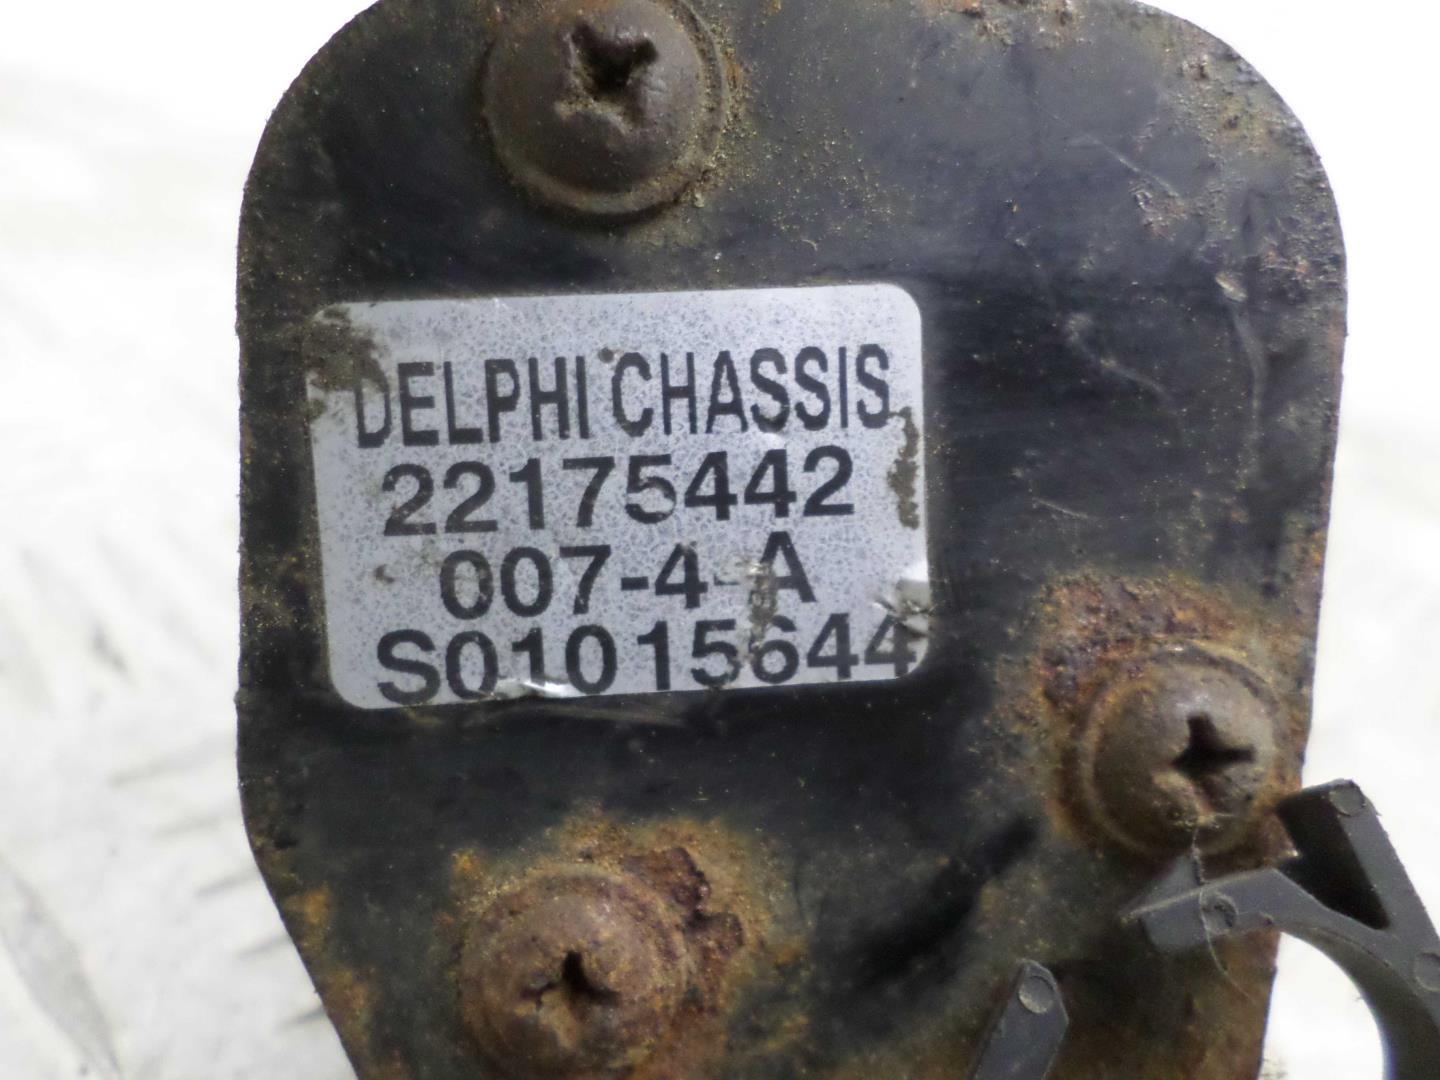 DELPHI CHASSIS
22175442
007-4-A
S01015644